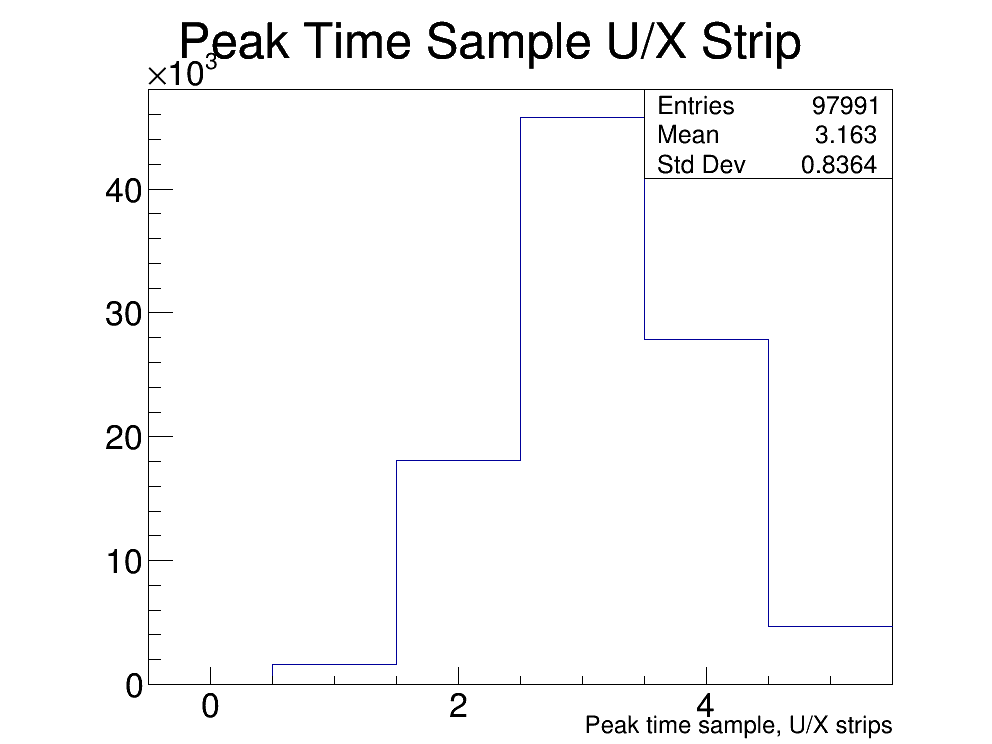 Peak Time Sample U/X Strip
×10³
Entries 97991
Mean 3.163
Std Dev 0.8364
40
30
20
10
0
0 2 4
Peak time sample, U/X strips